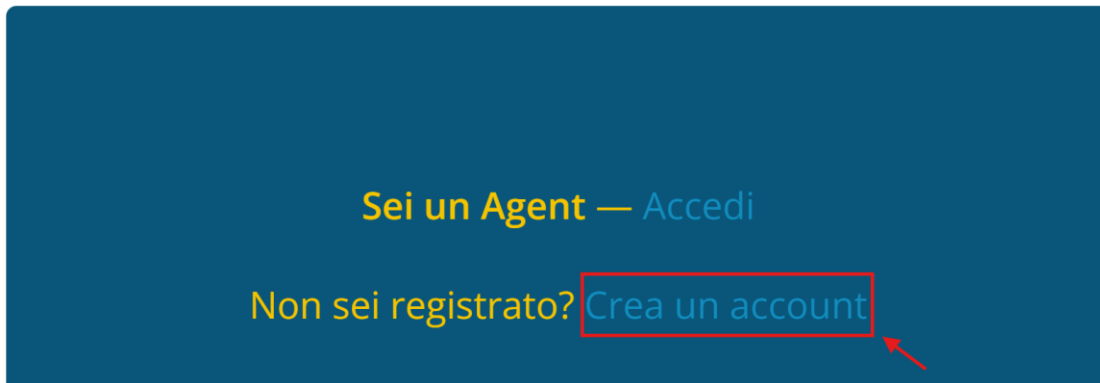 Sei un Agent — Accedi
Non sei registrato? Crea un account